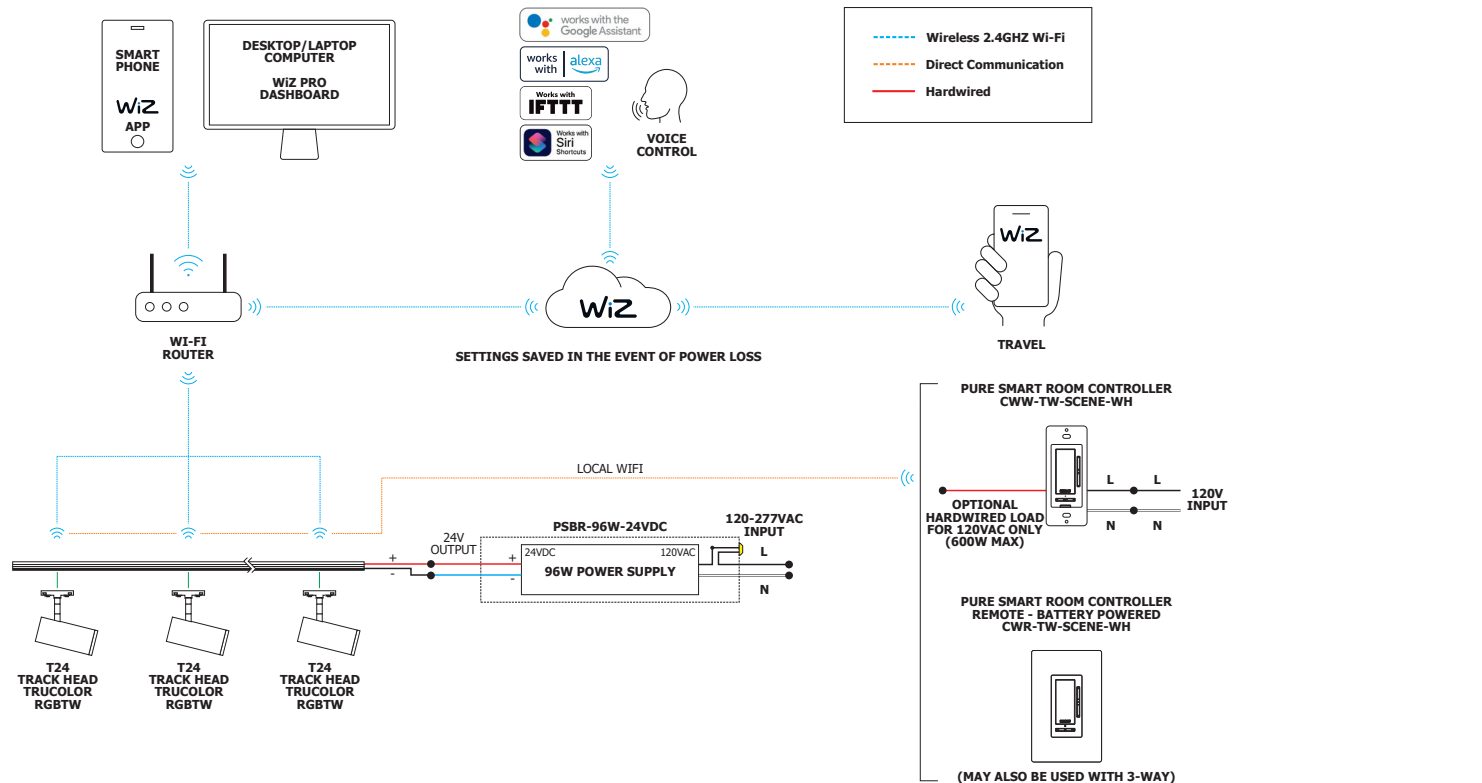 SMART
PHONE
WiZ
APP
DESKTOP/LAPTOP
COMPUTER
WiZ PRO
DASHBOARD
works with the
Google Assistant
works
with
alexa
Works with
IFTTT
Works with
Siri
Shortcuts
VOICE
CONTROL
Wireless 2.4GHZ Wi-Fi
Direct Communication
Hardwired
WI-FI
ROUTER
WiZ
SETTINGS SAVED IN THE EVENT OF POWER LOSS
WiZ
TRAVEL
LOCAL WIFI
PURE SMART ROOM CONTROLLER
CWW-TW-SCENE-WH
OPTIONAL
HARDWIRED LOAD
FOR 120VAC ONLY
(600W MAX)
L
L
N
N
120V
INPUT
PURE SMART ROOM CONTROLLER
REMOTE - BATTERY POWERED
CWR-TW-SCENE-WH
(MAY ALSO BE USED WITH 3-WAY)
+
-
24V
OUTPUT
PSBR-96W-24VDC
+
-
24VDC
120VAC
96W POWER SUPPLY
120-277VAC
INPUT
L
N
T24
TRACK HEAD
TRUCOLOR
RGBTW
T24
TRACK HEAD
TRUCOLOR
RGBTW
T24
TRACK HEAD
TRUCOLOR
RGBTW